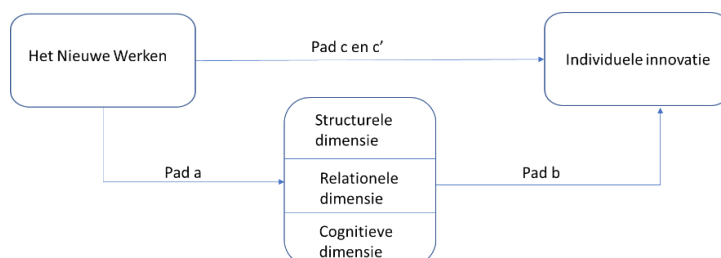 Het Nieuwe Werken
Pad c en c’
Individuele innovatie
Structurele
dimensie
Pad a
Relationele
dimensie
Pad b
Cognitieve
dimensie